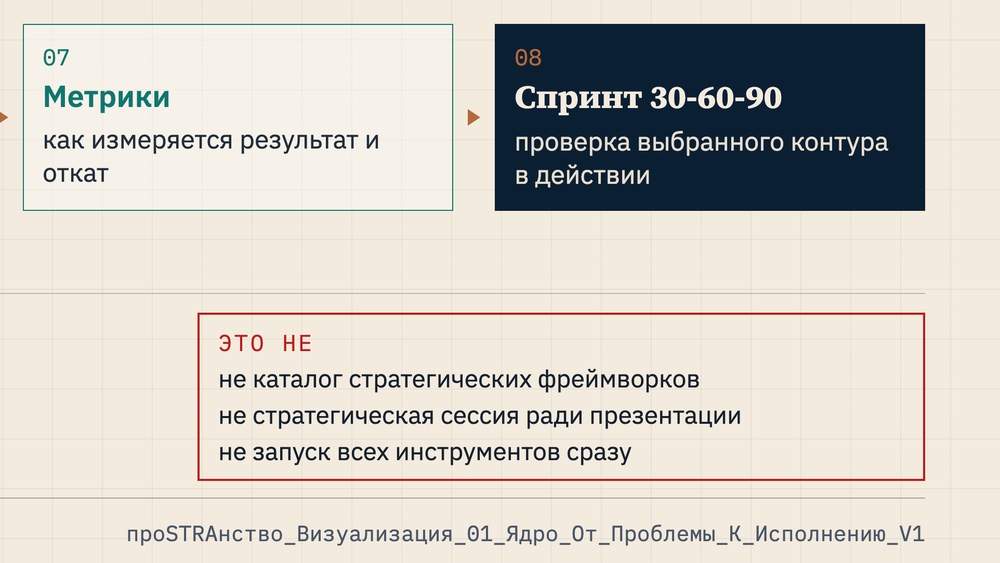 07
Метрики
как измеряется результат и
откат
08
Спринт 30-60-90
проверка выбранного контура
в действии
ЭТО НЕ
не каталог стратегических фреймворков
не стратегическая сессия ради презентации
не запуск всех инструментов сразу
проSTRAнство_Визуализация_01_Ядро_От_Проблемы_К_Исполнению_V1